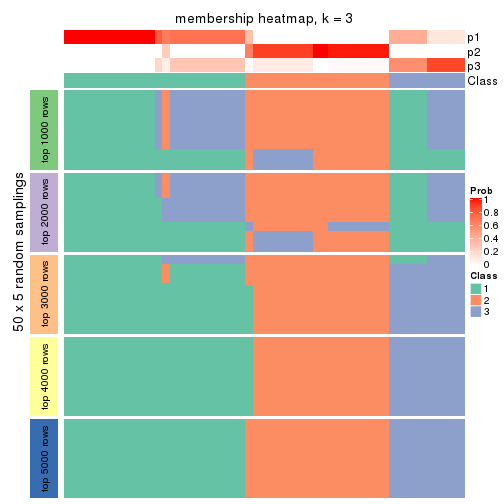 membership heatmap, k = 3
p1
p2
p3
Class
50 x 5 random samplings
top 1000 rows
top 2000 rows
top 3000 rows
top 4000 rows
top 5000 rows
Prob
1
0.8
0.6
0.4
0.2
0
Class
1
2
3